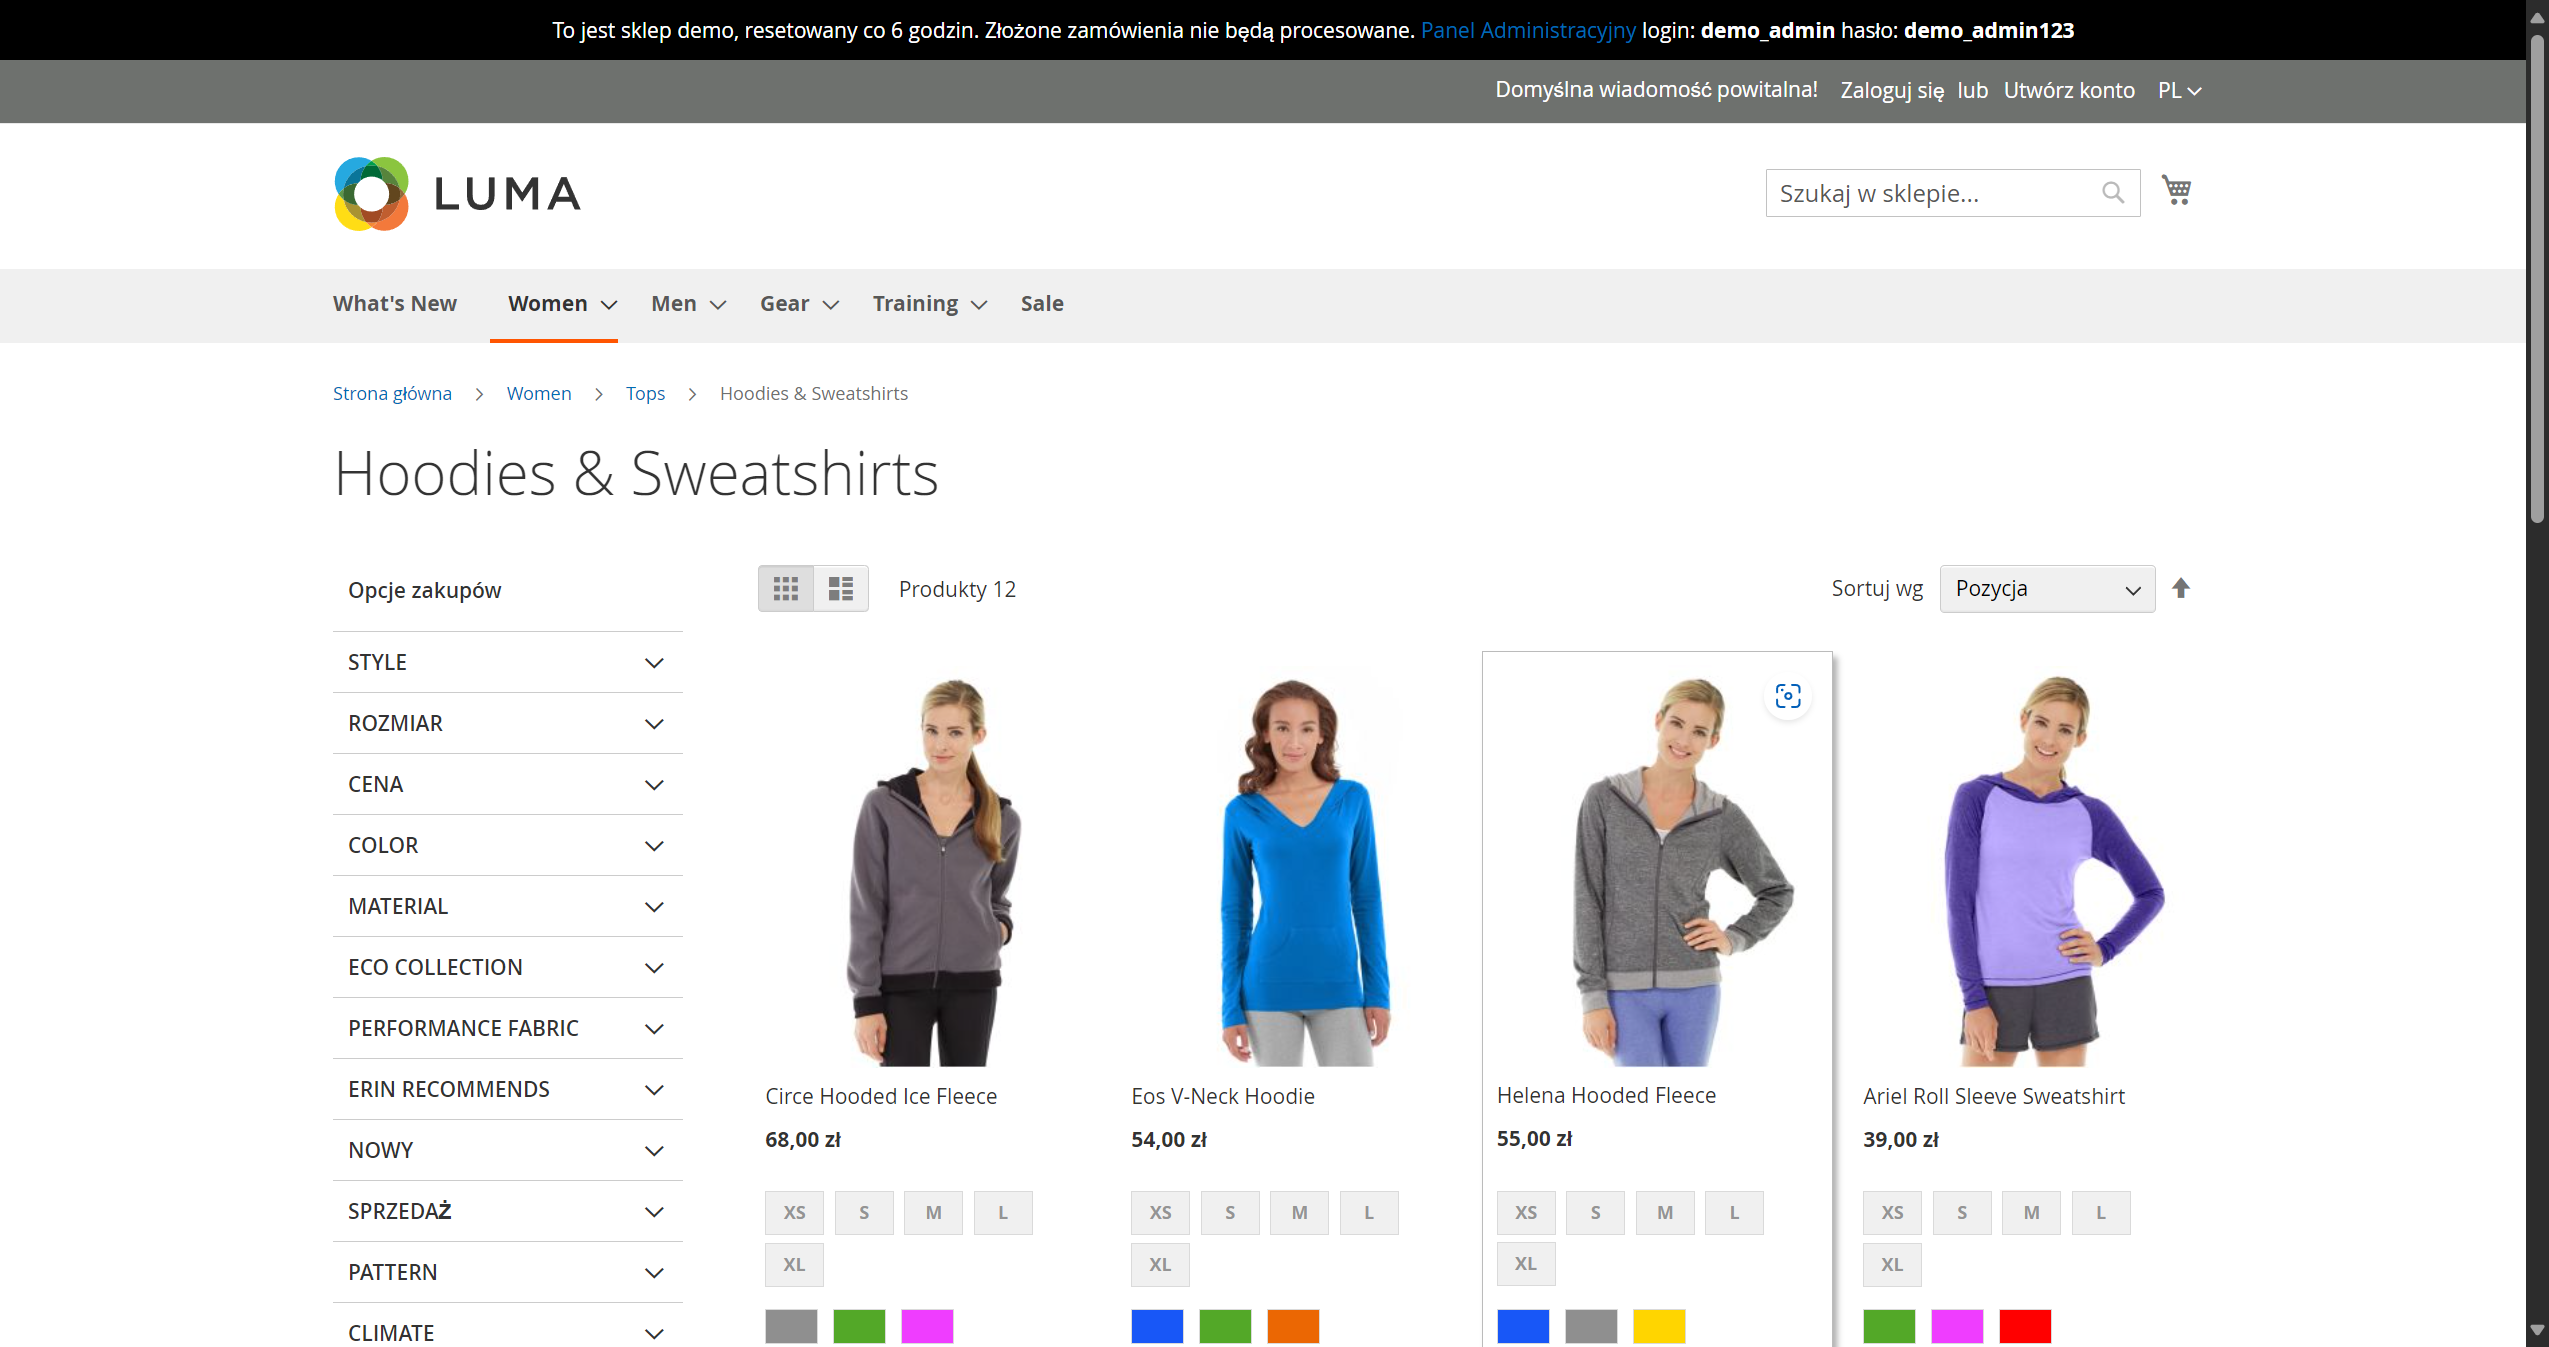 To jest sklep demo, resetowany co 6 godzin. Złożone zamówienia nie będą procesowane. Panel Administracyjny login: demo_admin hasło: demo_admin123
Domyślna wiadomość powitalna! Zaloguj się lub Utwórz konto PL
LUMA
Szukaj w sklepie...
What's New Women Men Gear Training Sale
Strona główna Women Tops Hoodies & Sweatshirts
Hoodies & Sweatshirts
Opcje zakupów
Produkty 12
Sortuj wg Pozycja
STYLE
ROZMIAR
CENA
COLOR
MATERIAL
ECO COLLECTION
PERFORMANCE FABRIC
ERIN RECOMMENDS
NOWY
SPRZEDAŻ
PATTERN
CLIMATE
Circe Hooded Ice Fleece
68,00 zł
XS S M L
XL
Eos V-Neck Hoodie
54,00 zł
XS S M L
XL
Helena Hooded Fleece
55,00 zł
XS S M L
XL
Ariel Roll Sleeve Sweatshirt
39,00 zł
XS S M L
XL